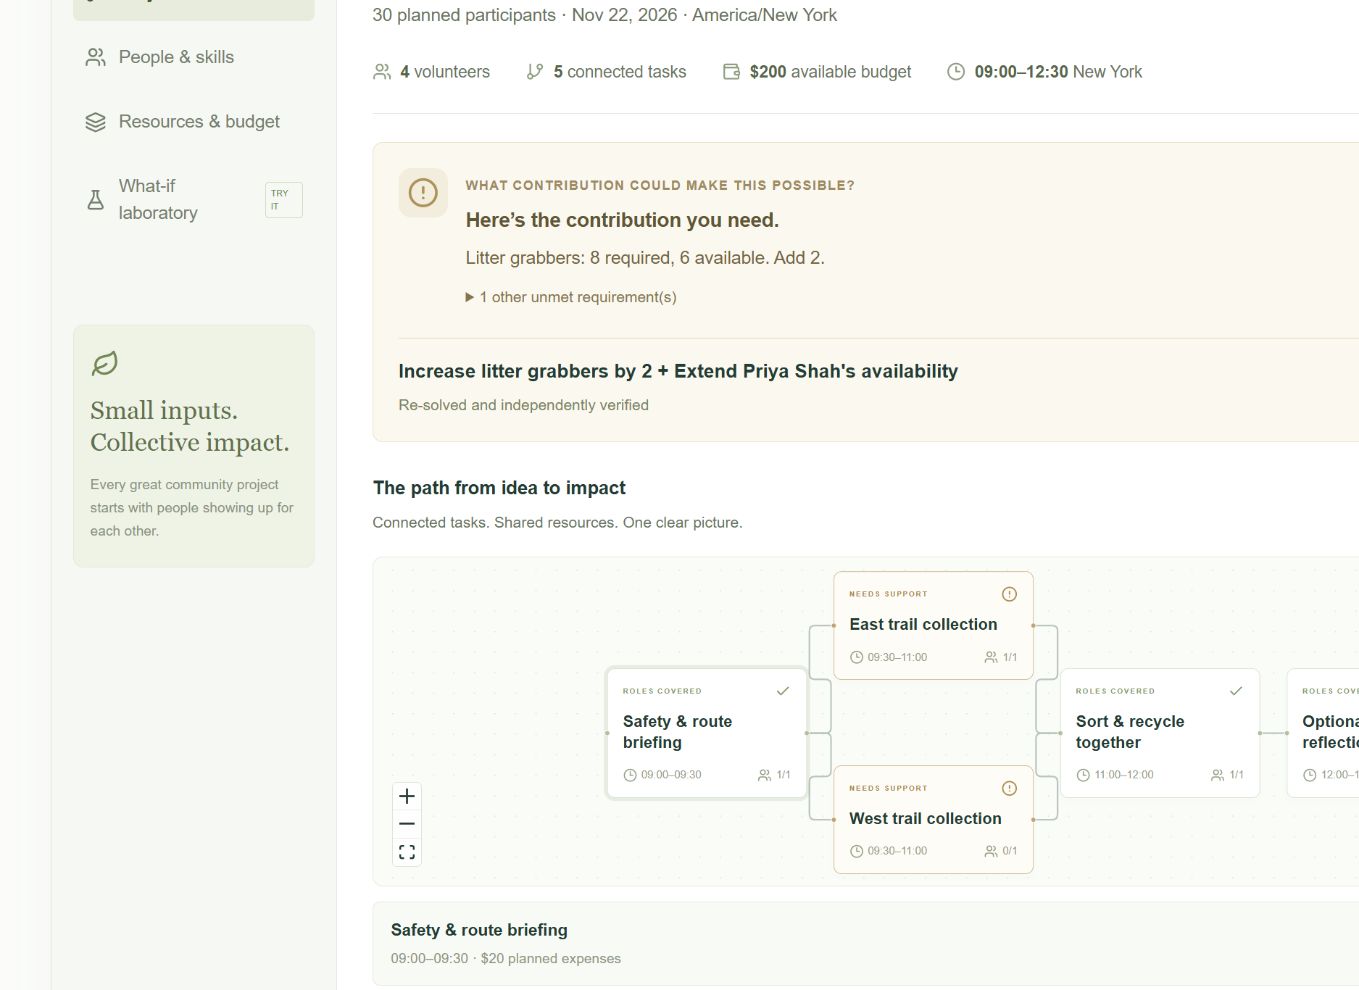 30 planned participants · Nov 22, 2026 · America/New York
People & skills
Resources & budget
What-if
laboratory
TRY
IT
Small inputs.
Collective impact.
Every great community project
starts with people showing up for
each other.
4 volunteers
5 connected tasks
$200 available budget
09:00–12:30 New York
WHAT CONTRIBUTION COULD MAKE THIS POSSIBLE?
Here’s the contribution you need.
Litter grabbers: 8 required, 6 available. Add 2.
1 other unmet requirement(s)
Increase litter grabbers by 2 + Extend Priya Shah's availability
Re-solved and independently verified
The path from idea to impact
Connected tasks. Shared resources. One clear picture.
ROLES COVERED
Safety & route
briefing
09:00–09:30
1/1
NEEDS SUPPORT
East trail collection
09:30–11:00
1/1
NEEDS SUPPORT
West trail collection
09:30–11:00
0/1
ROLES COVERED
Sort & recycle
together
11:00–12:00
1/1
ROLES COVE
Optiona
reflectio
12:00–1
Safety & route briefing
09:00–09:30 · $20 planned expenses